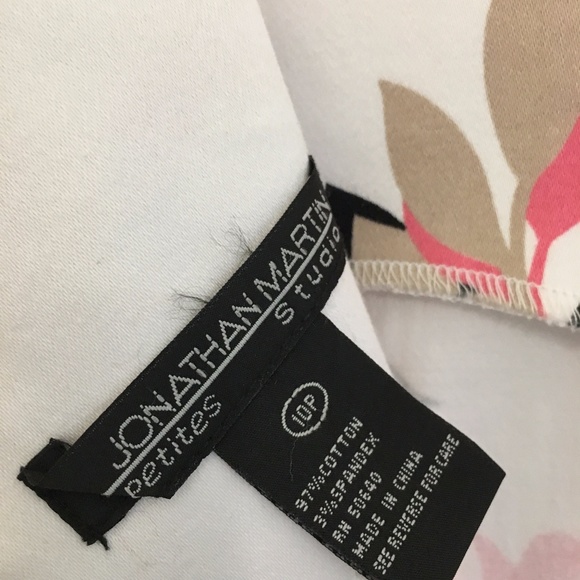 JONATHAN MARTIN
Studio
petites
10P
97% COTTON
3% SPANDEX
RN 50640
MADE IN CHINA
SEE REVERSE FOR CARE